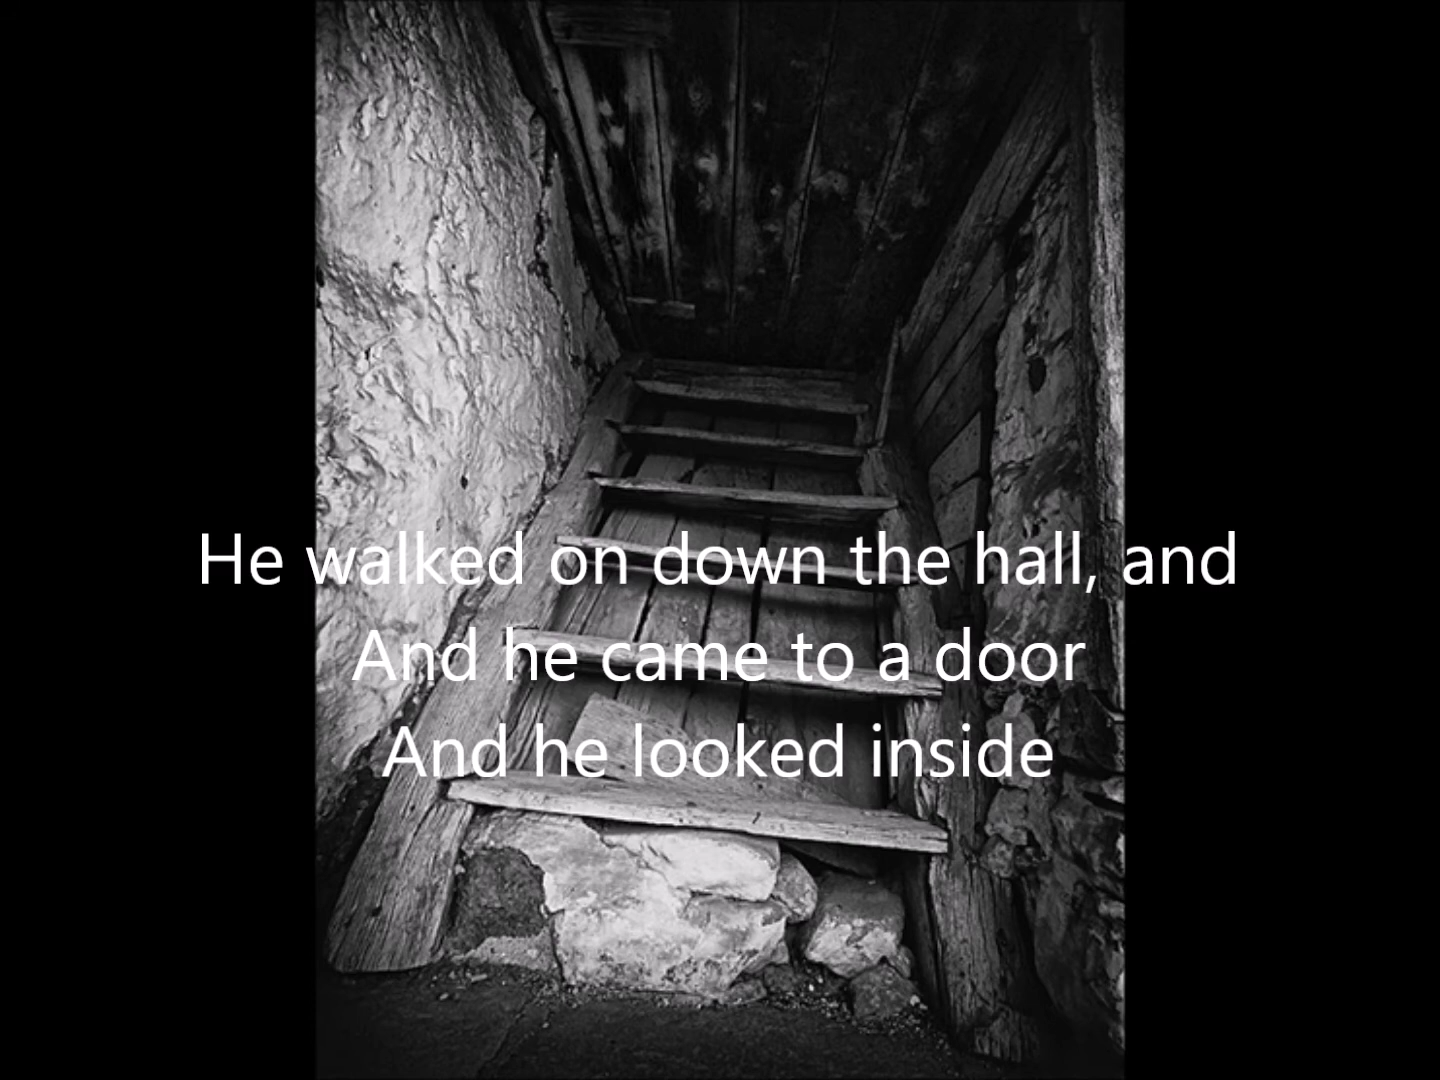 He walked on down the hall, and
And he came to a door
And he looked inside